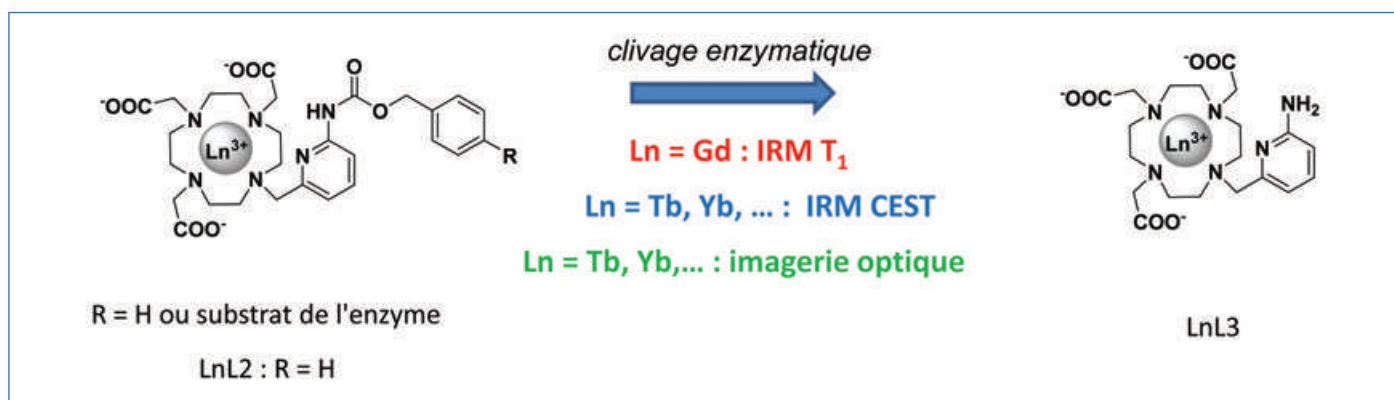 clivage enzymatique
Ln = Gd : IRM T₁
Ln = Tb, Yb, ... : IRM CEST
Ln = Tb, Yb,... : imagerie optique
⁻OOC
⁻OOC
COO⁻
N
N
N
N
Ln³⁺
N
NH
O
O
R
R = H ou substrat de l'enzyme
LnL2 : R = H
⁻OOC
⁻OOC
COO⁻
N
N
N
N
Ln³⁺
N
NH₂
LnL3